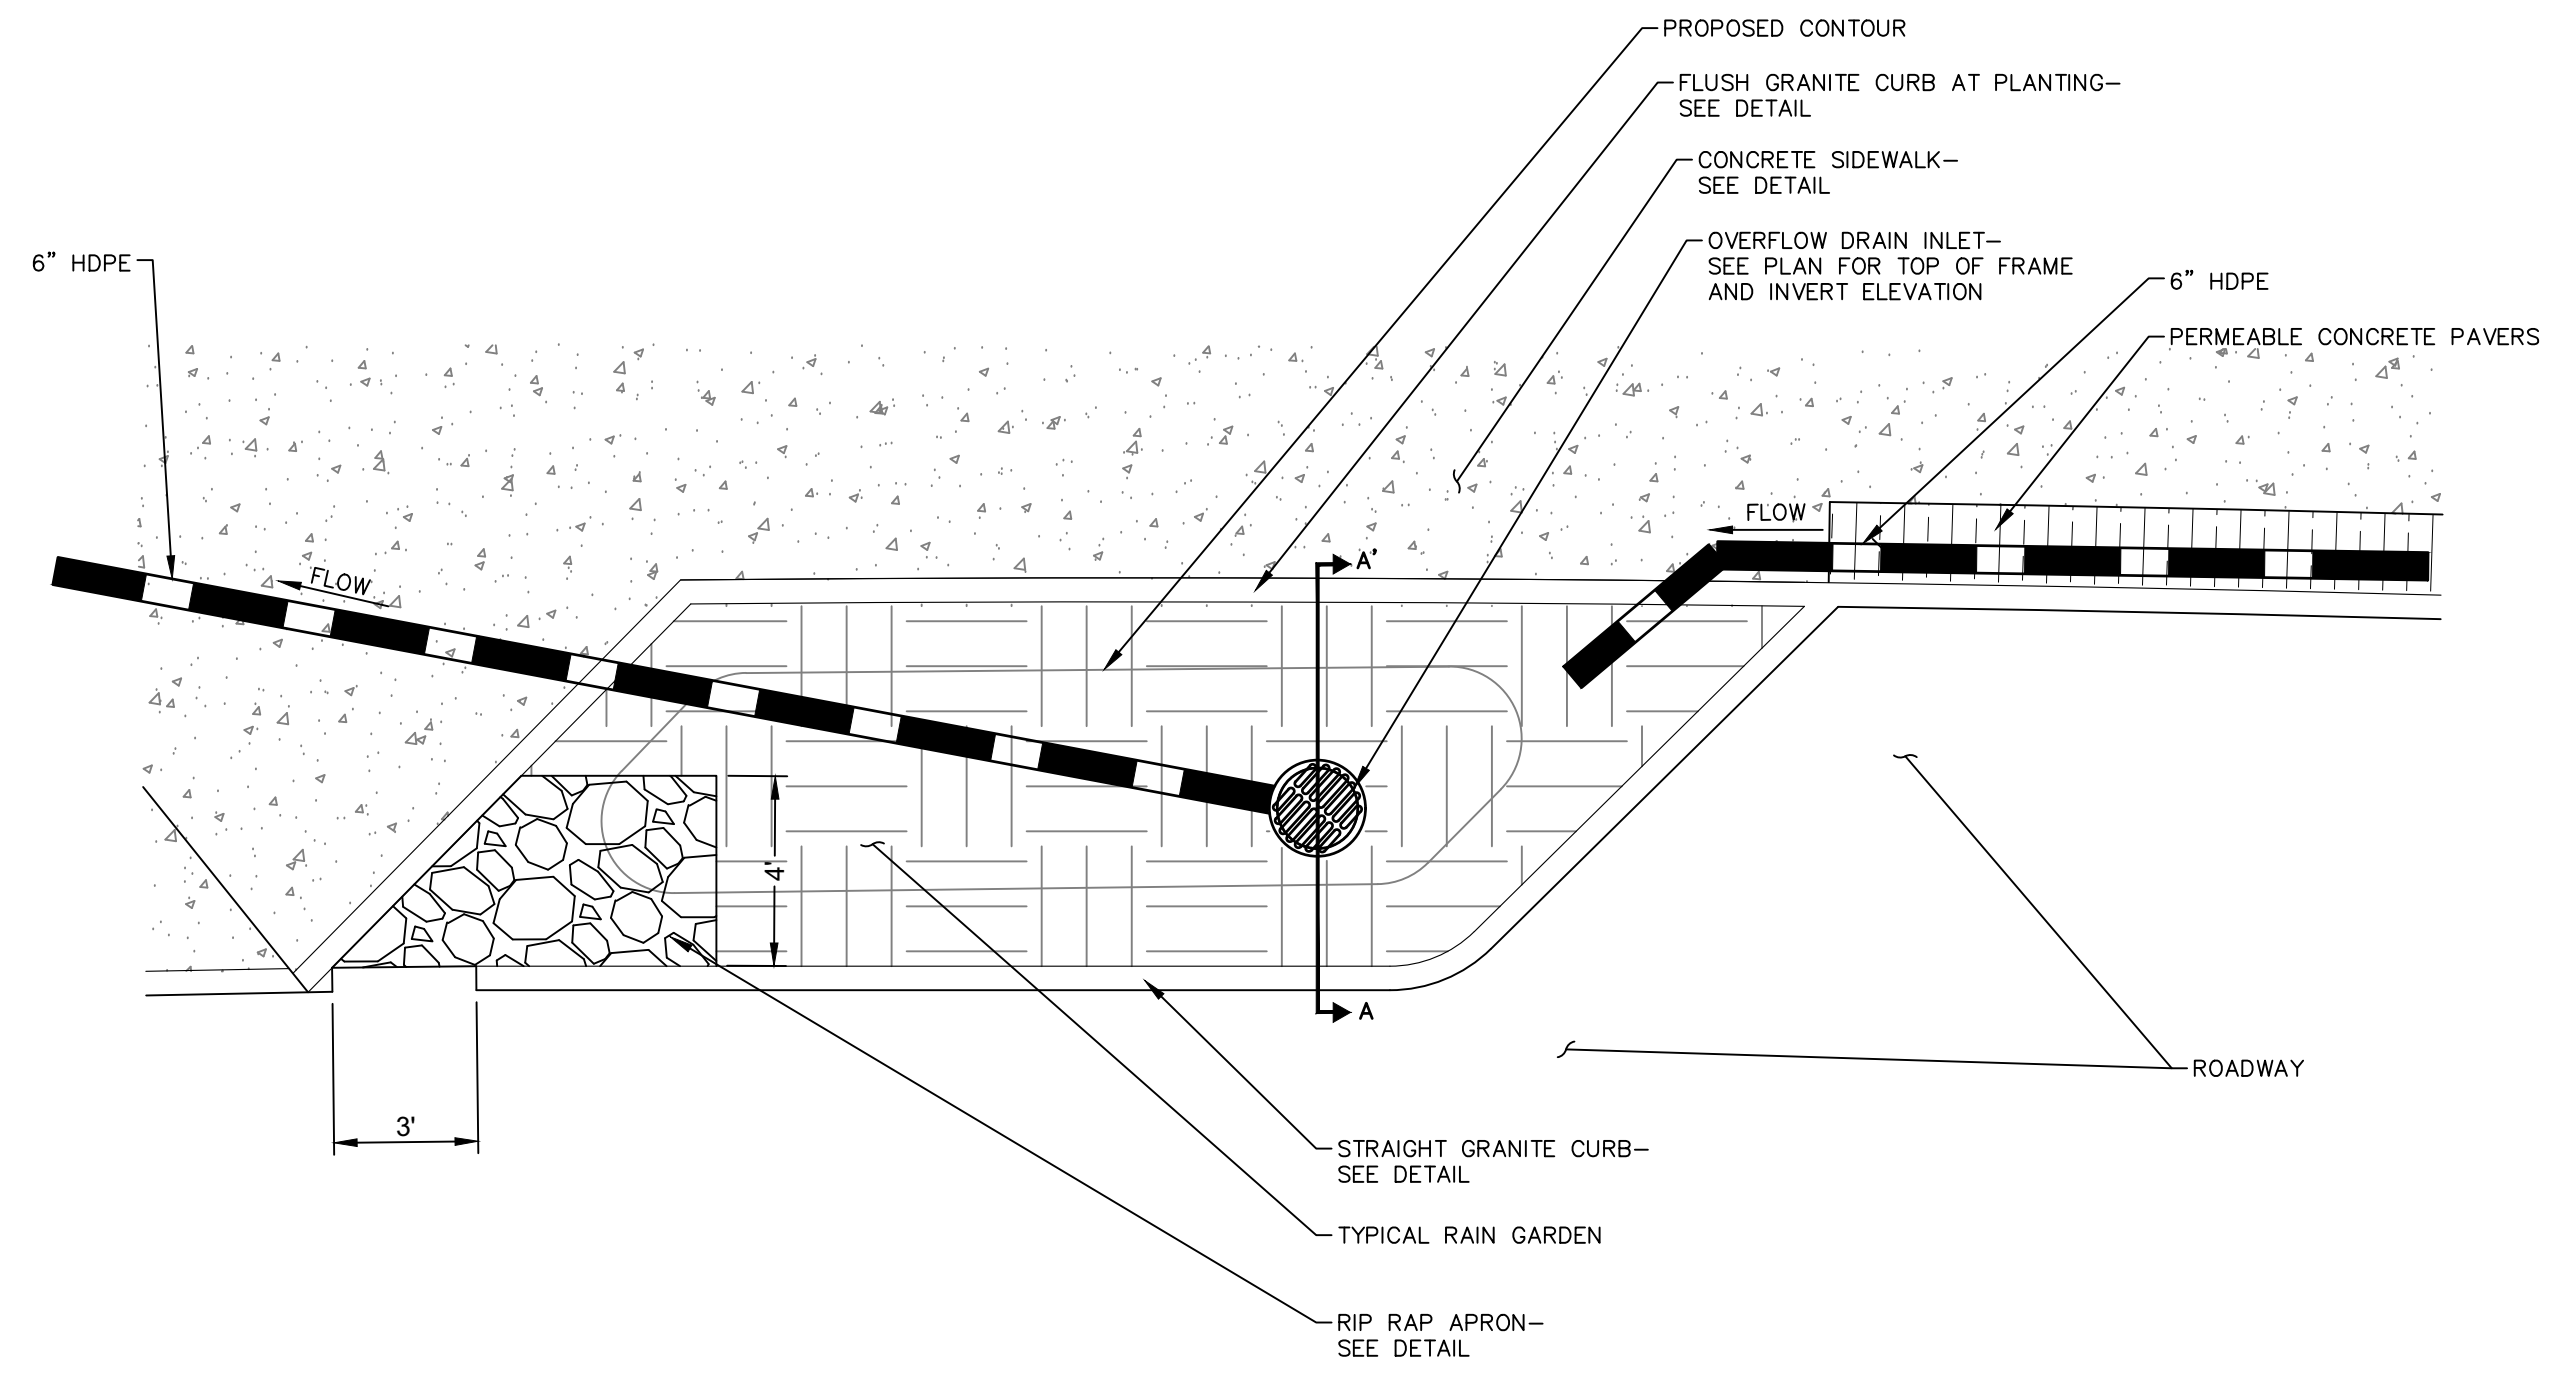 PROPOSED CONTOUR
FLUSH GRANITE CURB AT PLANTING–
SEE DETAIL
CONCRETE SIDEWALK–
SEE DETAIL
OVERFLOW DRAIN INLET–
SEE PLAN FOR TOP OF FRAME
AND INVERT ELEVATION
6" HDPE
6" HDPE
PERMEABLE CONCRETE PAVERS
FLOW
A'
FLOW
4'
A
ROADWAY
3'
STRAIGHT GRANITE CURB–
SEE DETAIL
TYPICAL RAIN GARDEN
RIP RAP APRON–
SEE DETAIL